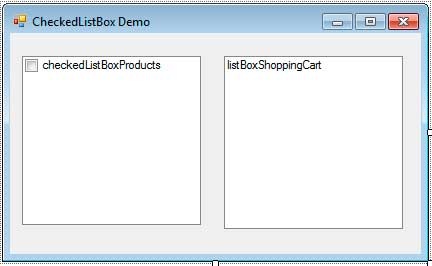 CheckedListBox Demo
checkedListBoxProducts
listBoxShoppingCart